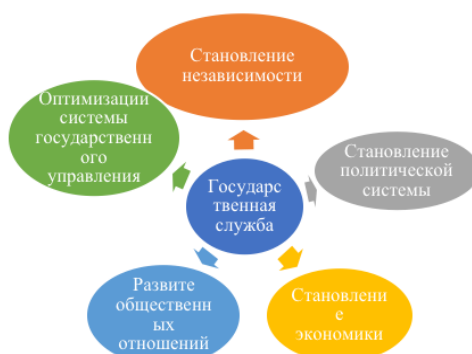 Становление
независимости
Оптимизации
системы
государственн
ого
управления
Становление
политической
системы
Государс
твенная
служба
Развите
общественн
ых
отношений
Становлени
е
экономики